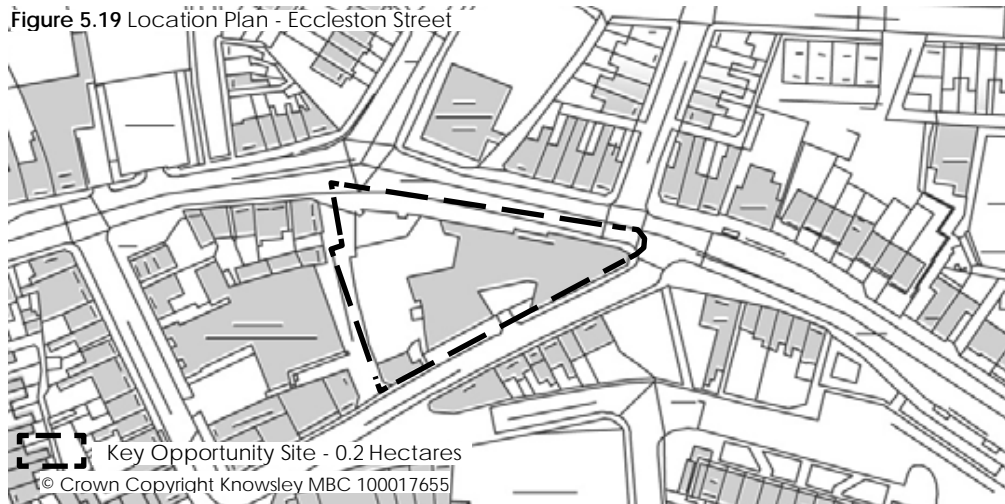 Figure 5.19 Location Plan - Eccleston Street
Key Opportunity Site - 0.2 Hectares
© Crown Copyright Knowsley MBC 100017655